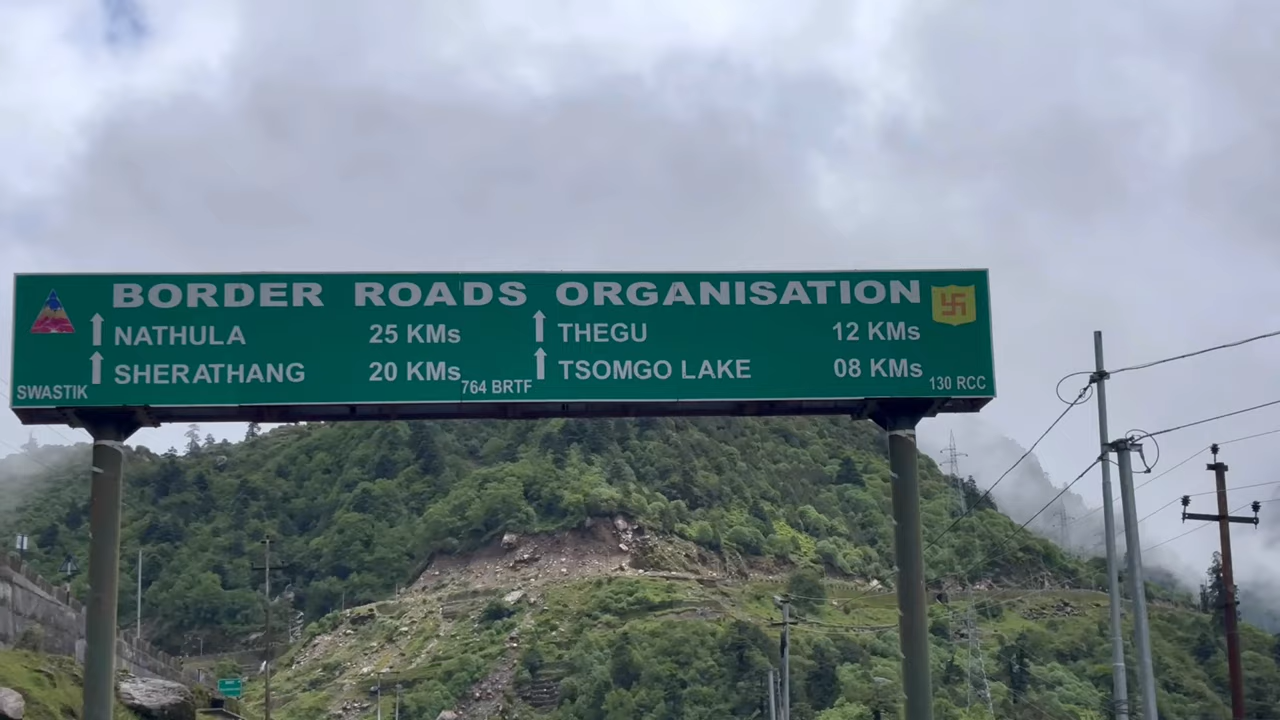 BORDER ROADS ORGANISATION
NATHULA 25 KMs THEGU 12 KMs
SHERATHANG 20 KMs TSOMGO LAKE 08 KMs
SWASTIK 764 BRTF 130 RCC